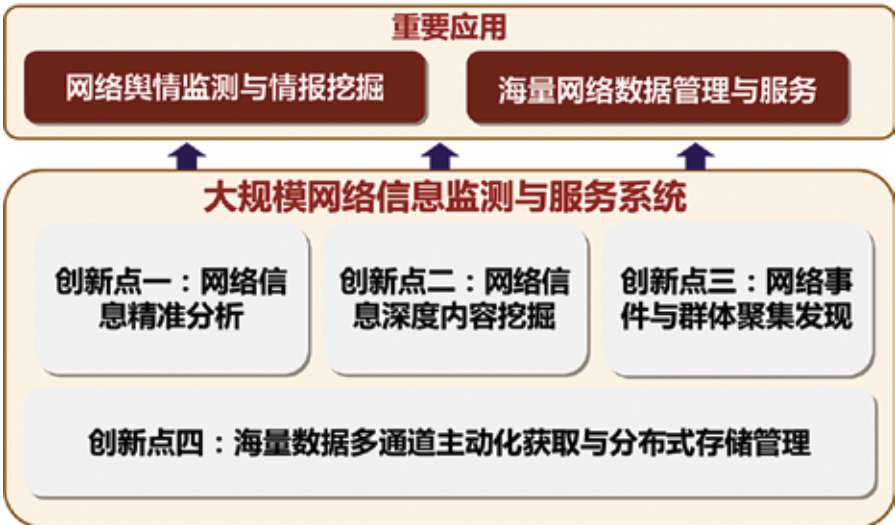 重要应用
网络舆情监测与情报挖掘
海量网络数据管理与服务
大规模网络信息监测与服务系统
创新点一：网络信
息精准分析
创新点二：网络信
息深度内容挖掘
创新点三：网络事
件与群体聚集发现
创新点四：海量数据多通道主动化获取与分布式存储管理